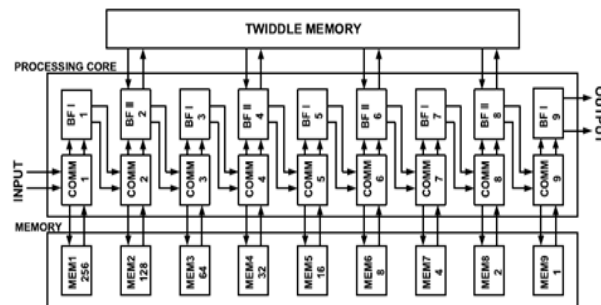 TWIDDLE MEMORY
PROCESSING CORE
BF I 1
BF II 2
BF I 3
BF II 4
BF I 5
BF II 6
BF I 7
BF II 8
BF I 9
OUTPUT
INPUT
COMM 1
COMM 2
COMM 3
COMM 4
COMM 5
COMM 6
COMM 7
COMM 8
COMM 9
MEMORY
MEM1 256
MEM2 128
MEM3 64
MEM4 32
MEM5 16
MEM6 8
MEM7 4
MEM8 2
MEM9 1